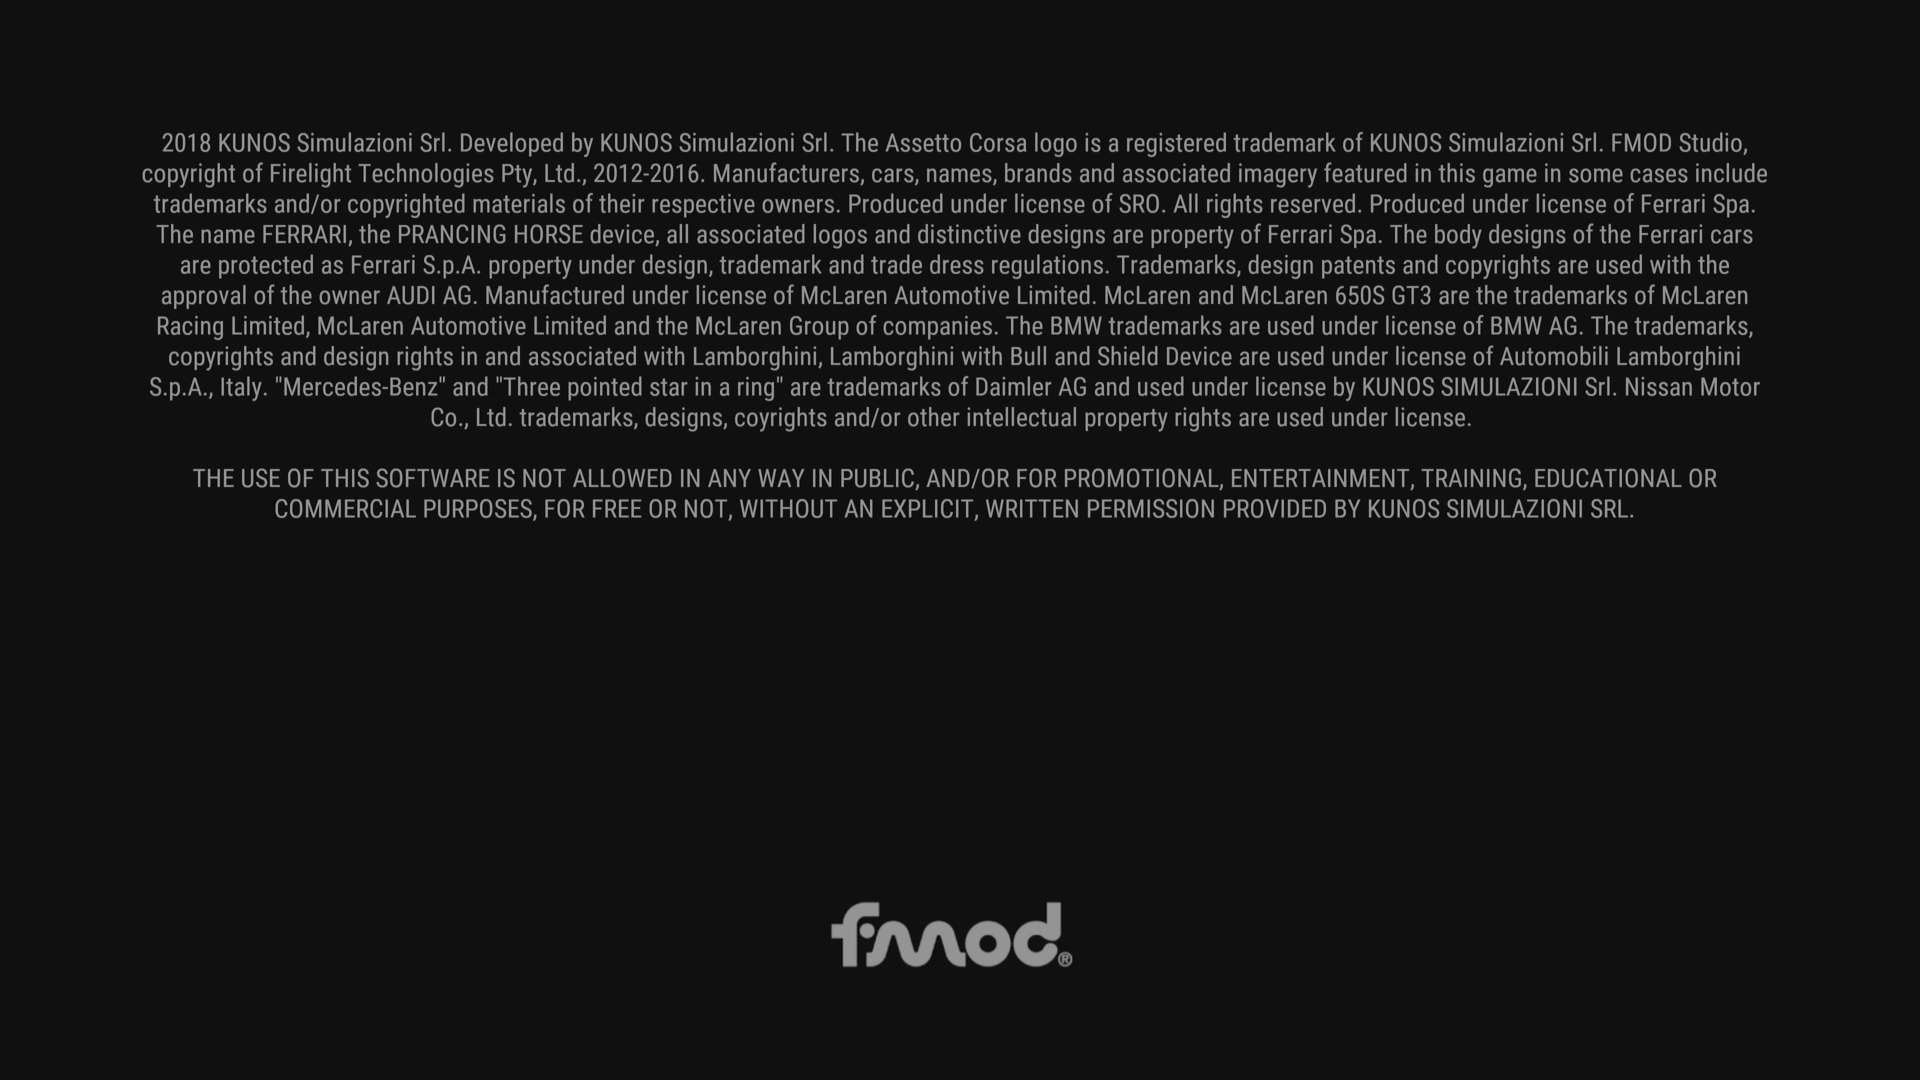 2018 KUNOS Simulazioni Srl. Developed by KUNOS Simulazioni Srl. The Assetto Corsa logo is a registered trademark of KUNOS Simulazioni Srl. FMOD Studio,
copyright of Firelight Technologies Pty, Ltd., 2012-2016. Manufacturers, cars, names, brands and associated imagery featured in this game in some cases include
trademarks and/or copyrighted materials of their respective owners. Produced under license of SRO. All rights reserved. Produced under license of Ferrari Spa.
The name FERRARI, the PRANCING HORSE device, all associated logos and distinctive designs are property of Ferrari Spa. The body designs of the Ferrari cars
are protected as Ferrari S.p.A. property under design, trademark and trade dress regulations. Trademarks, design patents and copyrights are used with the
approval of the owner AUDI AG. Manufactured under license of McLaren Automotive Limited. McLaren and McLaren 650S GT3 are the trademarks of McLaren
Racing Limited, McLaren Automotive Limited and the McLaren Group of companies. The BMW trademarks are used under license of BMW AG. The trademarks,
copyrights and design rights in and associated with Lamborghini, Lamborghini with Bull and Shield Device are used under license of Automobili Lamborghini
S.p.A., Italy. "Mercedes-Benz" and "Three pointed star in a ring" are trademarks of Daimler AG and used under license by KUNOS SIMULAZIONI Srl. Nissan Motor
Co., Ltd. trademarks, designs, coyrights and/or other intellectual property rights are used under license.
THE USE OF THIS SOFTWARE IS NOT ALLOWED IN ANY WAY IN PUBLIC, AND/OR FOR PROMOTIONAL, ENTERTAINMENT, TRAINING, EDUCATIONAL OR
COMMERCIAL PURPOSES, FOR FREE OR NOT, WITHOUT AN EXPLICIT, WRITTEN PERMISSION PROVIDED BY KUNOS SIMULAZIONI SRL.
fmod®